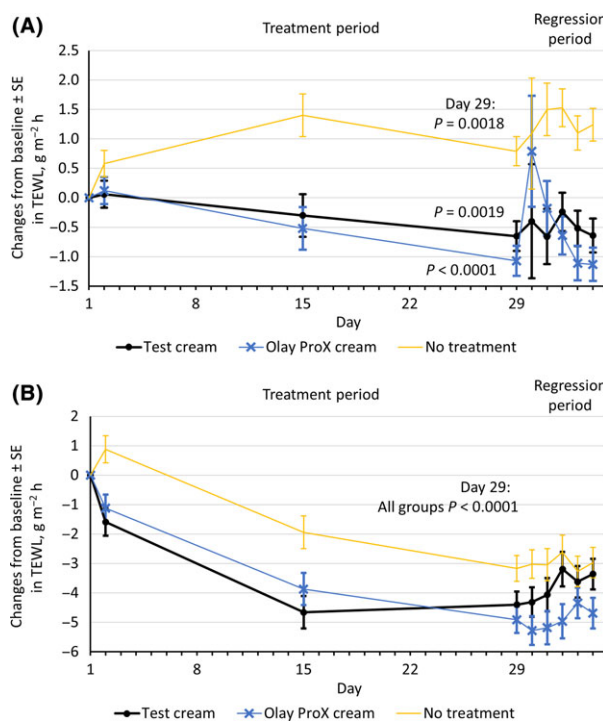 (A)
Treatment period
Regression
period
Changes from baseline ± SE
in TEWL, g m⁻² h
2.5
2.0
1.5
1.0
0.5
0.0
−0.5
−1.0
−1.5
Day 29:
P = 0.0018
P = 0.0019
P < 0.0001
1 8 15 22 29
Day
Test cream Olay ProX cream No treatment
(B)
Treatment period
Regression
period
Changes from baseline ± SE
in TEWL, g m⁻² h
2
1
0
−1
−2
−3
−4
−5
−6
Day 29:
All groups P < 0.0001
1 8 15 22 29
Day
Test cream Olay ProX cream No treatment